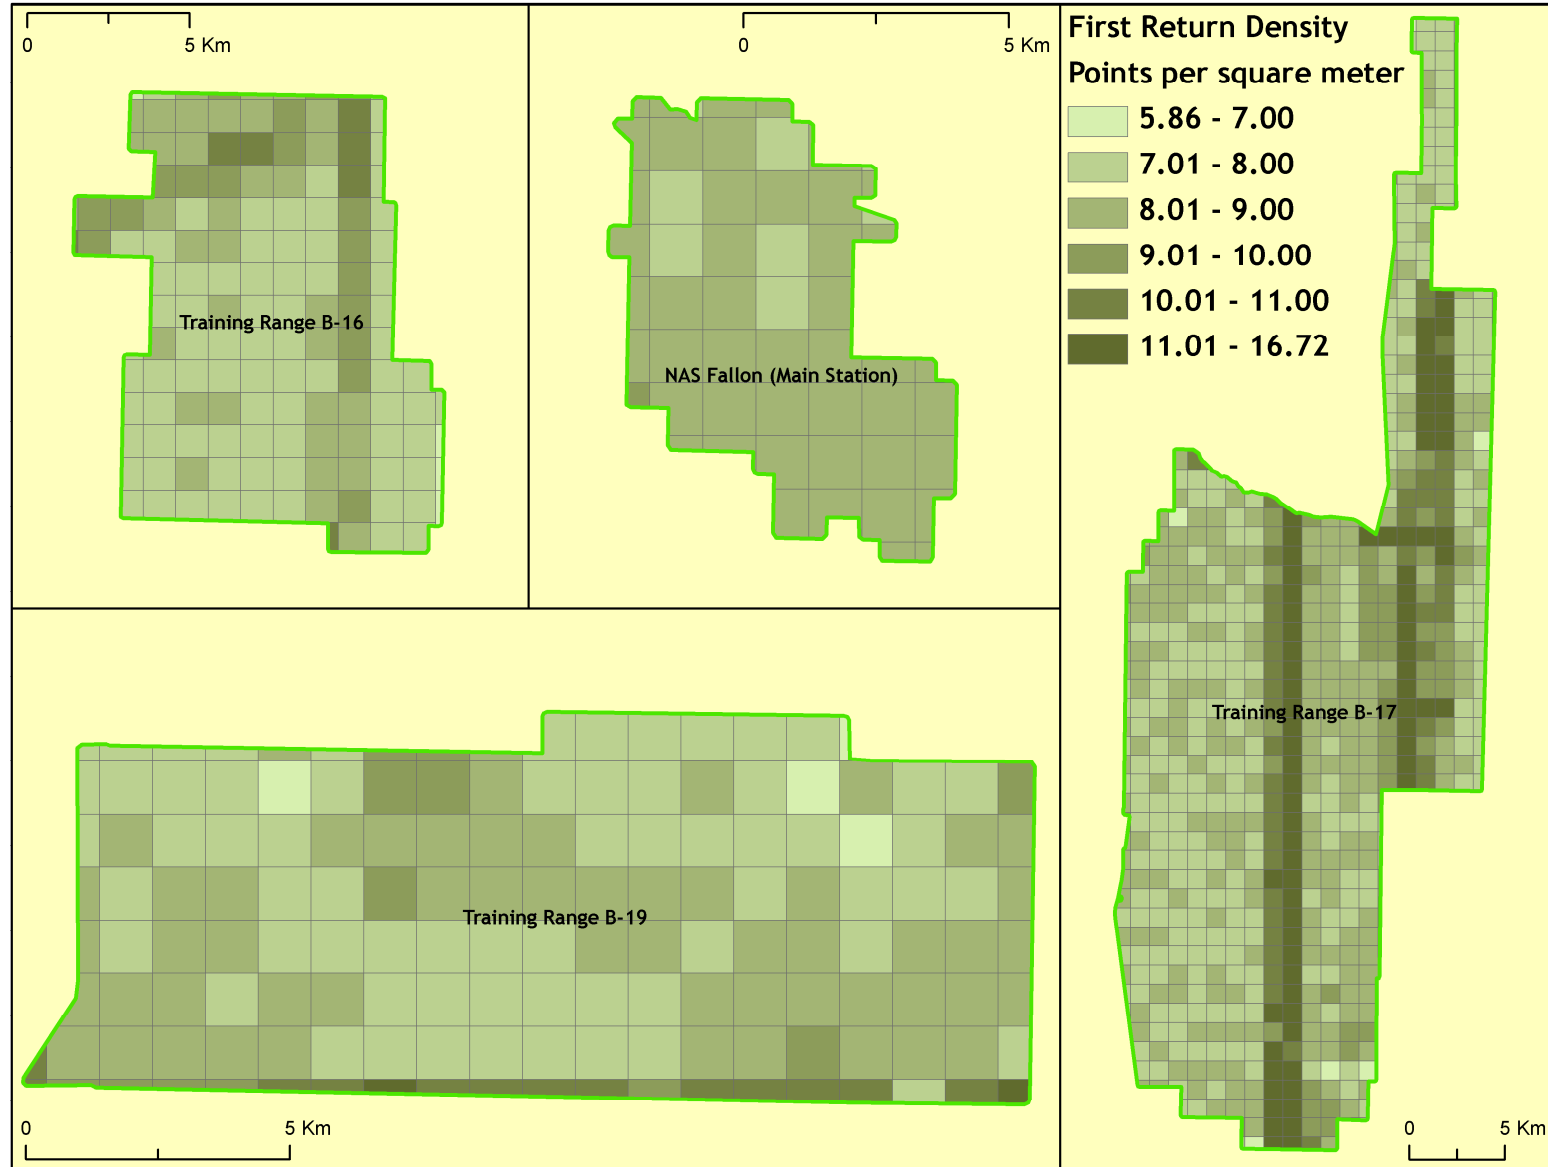 0 5 Km
0 5 Km
First Return Density
Points per square meter
5.86 - 7.00
7.01 - 8.00
8.01 - 9.00
9.01 - 10.00
10.01 - 11.00
11.01 - 16.72
Training Range B-16
NAS Fallon (Main Station)
Training Range B-17
Training Range B-19
0 5 Km
0 5 Km